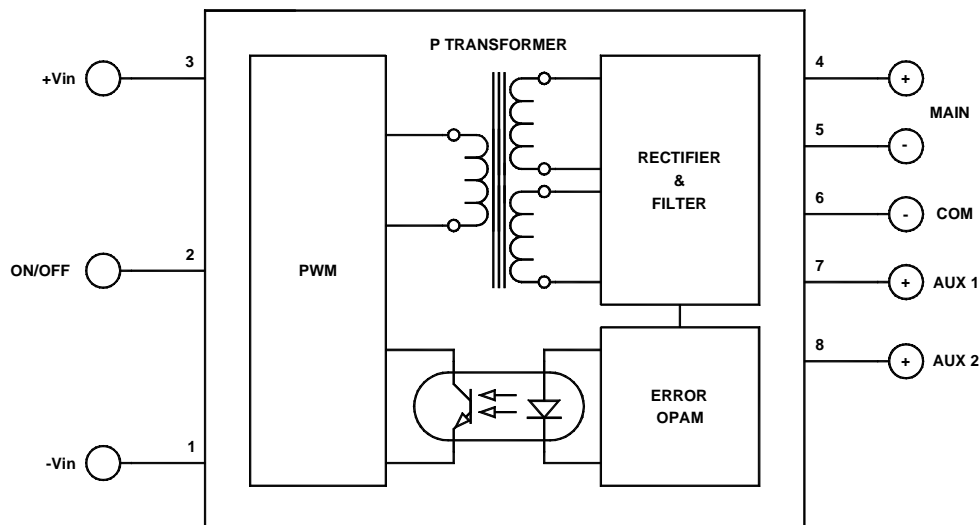 P TRANSFORMER
+Vin
3
4
+
MAIN
5
-
RECTIFIER
&
FILTER
6
-
COM
ON/OFF
2
PWM
7
+
AUX 1
8
+
AUX 2
ERROR
OPAM
-Vin
1